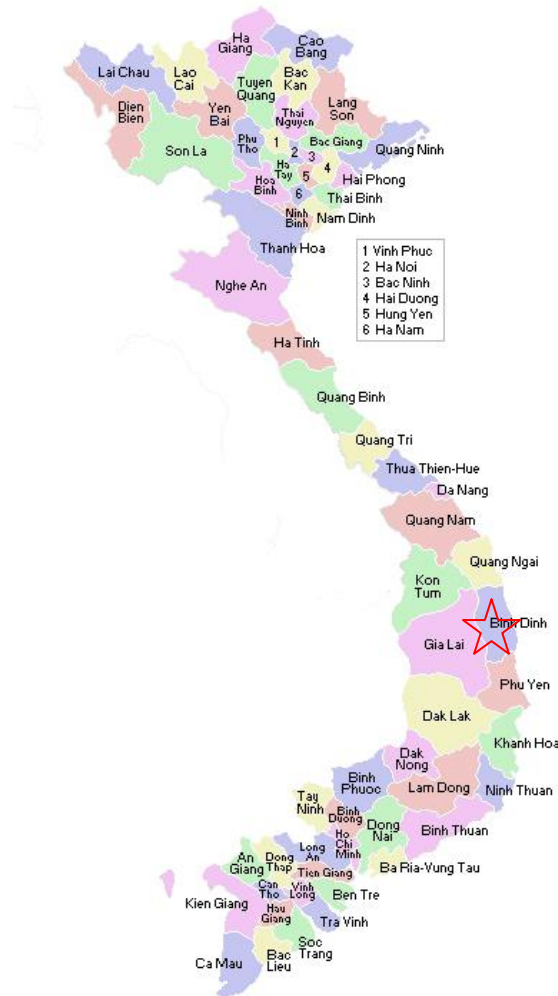 Ha
Giang
Cao
Bang
Lai Chau
Lao
Cai
Tuyen
Quang
Bac
Kan
Dien
Bien
Yen
Bai
Thai
Nguyen
Lang
Son
Son La
Phu
Tho
1
2
3
4
5
6
Bac Giang
Quang Ninh
Ha
Tay
Hoa
Binh
Hai Phong
Thai Binh
Ninh
Binh
Nam Dinh
Thanh Hoa
1 Vinh Phuc
2 Ha Noi
3 Bac Ninh
4 Hai Duong
5 Hung Yen
6 Ha Nam
Nghe An
Ha Tinh
Quang Binh
Quang Tri
Thua Thien-Hue
Da Nang
Quang Nam
Quang Ngai
Kon
Tum
Binh Dinh
Gia Lai
Phu Yen
Dak Lak
Khanh Hoa
Dak
Nong
Binh
Phuoc
Lam Dong
Ninh Thuan
Tay
Ninh
Binh
Duong
Dong
Nai
Binh Thuan
Ho
Chi
Minh
Long
An
An
Giang
Dong
Thap
Tien Giang
Ba Ria-Vung Tau
Can
Tho
Vinh
Long
Ben Tre
Kien Giang
Hau
Giang
Tra Vinh
Soc
Trang
Ca Mau
Bac
Lieu